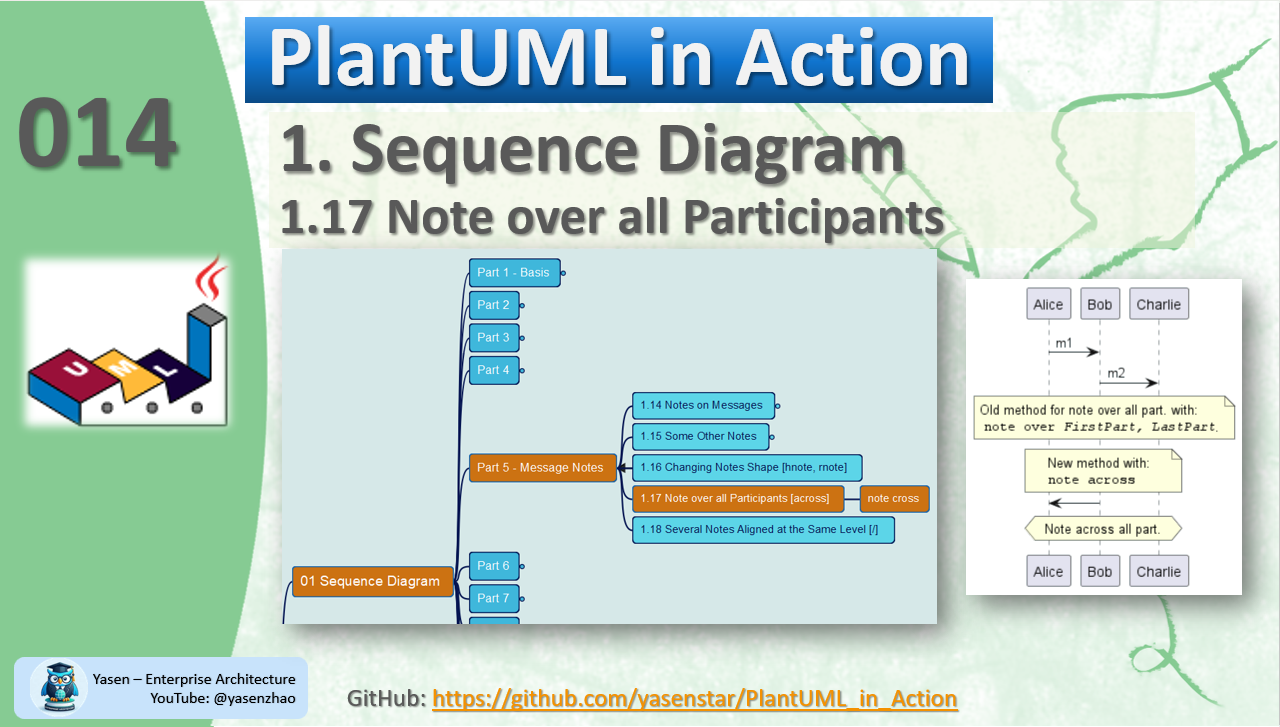 PlantUML in Action
014
1. Sequence Diagram
1.17 Note over all Participants
UML
Part 1 - Basis
Part 2
Part 3
Part 4
1.14 Notes on Messages
1.15 Some Other Notes
Part 5 - Message Notes
1.16 Changing Notes Shape [hnote, rnote]
1.17 Note over all Participants [across]
note cross
1.18 Several Notes Aligned at the Same Level [/]
Part 6
01 Sequence Diagram
Part 7
Alice Bob Charlie
m1
m2
Old method for note over all part. with:
note over FirstPart, LastPart.
New method with:
note across
Note across all part.
Alice Bob Charlie
Yasen – Enterprise Architecture
YouTube: @yasenzhao
GitHub: https://github.com/yasenstar/PlantUML_in_Action